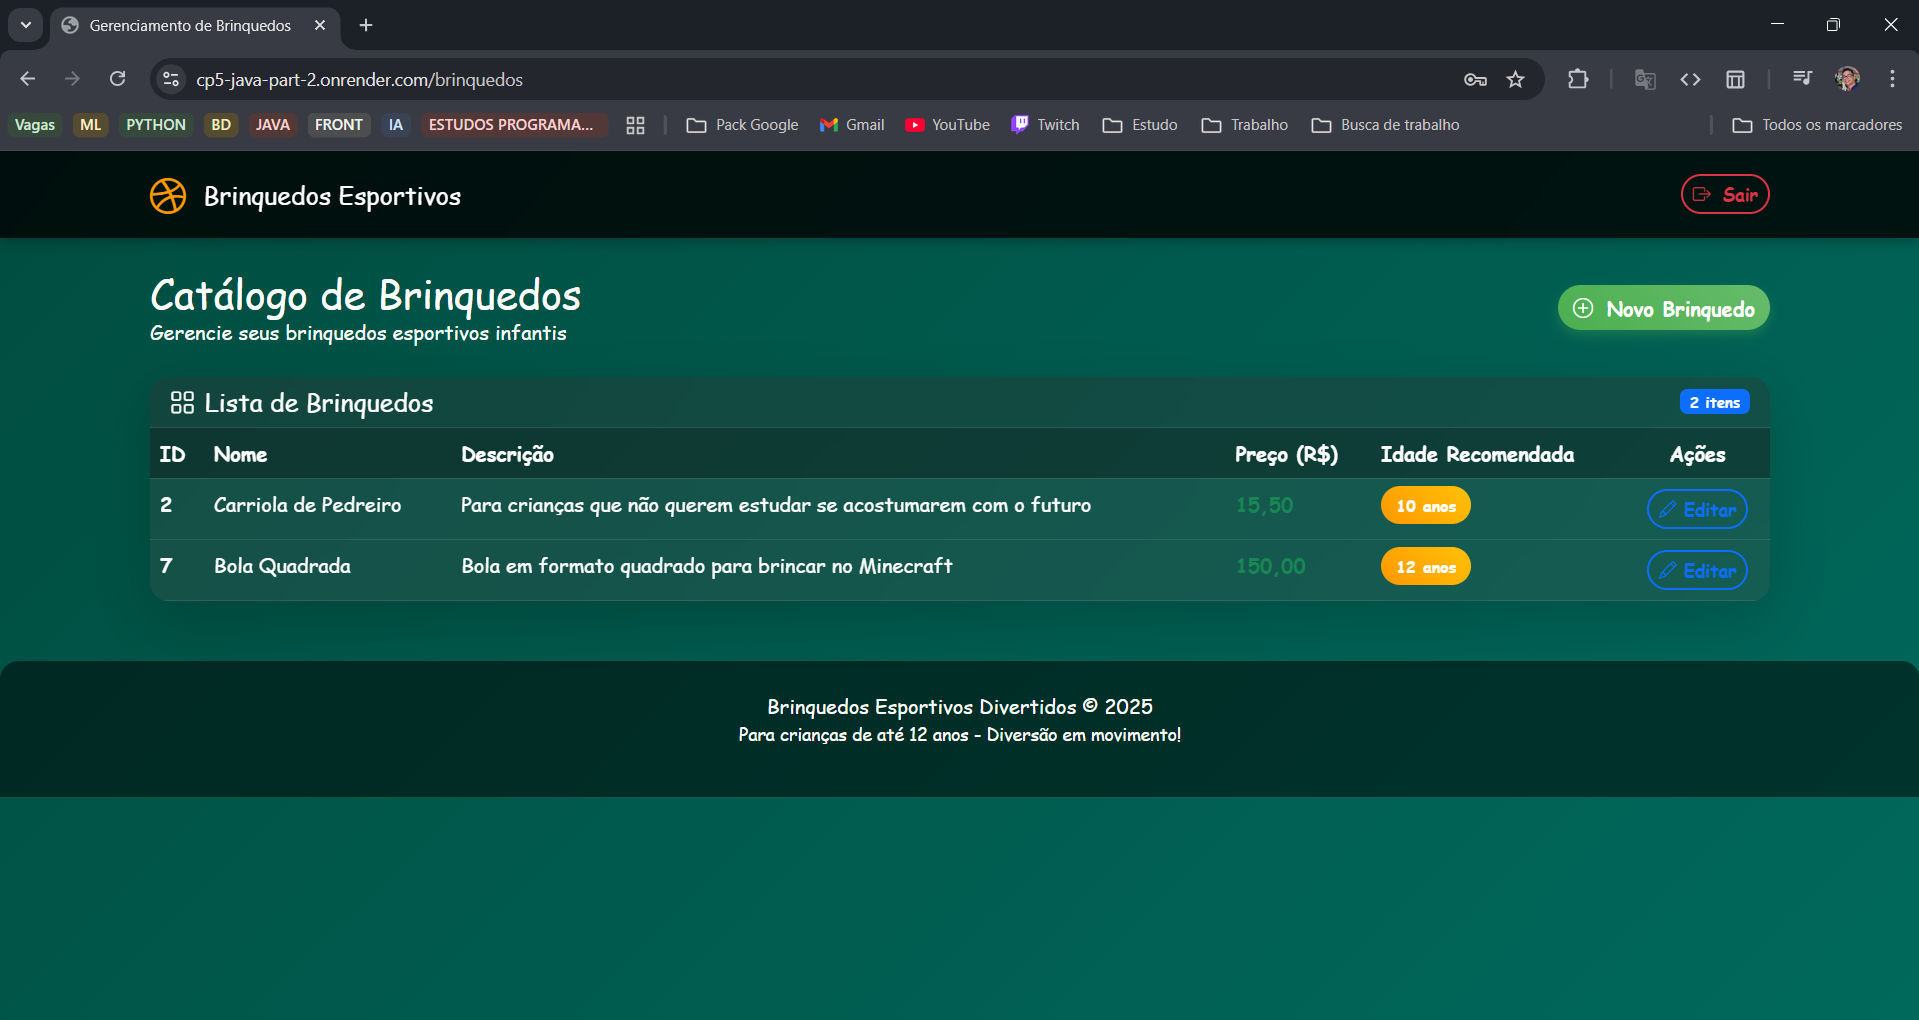 Gerenciamento de Brinquedos
cp5-java-part-2.onrender.com/brinquedos
Vagas ML PYTHON BD JAVA FRONT IA ESTUDOS PROGRAMA... Pack Google Gmail YouTube Twitch Estudo Trabalho Busca de trabalho Todos os marcadores
Brinquedos Esportivos Sair
Catálogo de Brinquedos
Gerencie seus brinquedos esportivos infantis
Novo Brinquedo
Lista de Brinquedos 2 itens
ID Nome Descrição Preço (R$) Idade Recomendada Ações
2 Carriola de Pedreiro Para crianças que não querem estudar se acostumarem com o futuro 15,50 10 anos Editar
7 Bola Quadrada Bola em formato quadrado para brincar no Minecraft 150,00 12 anos Editar
Brinquedos Esportivos Divertidos © 2025
Para crianças de até 12 anos - Diversão em movimento!